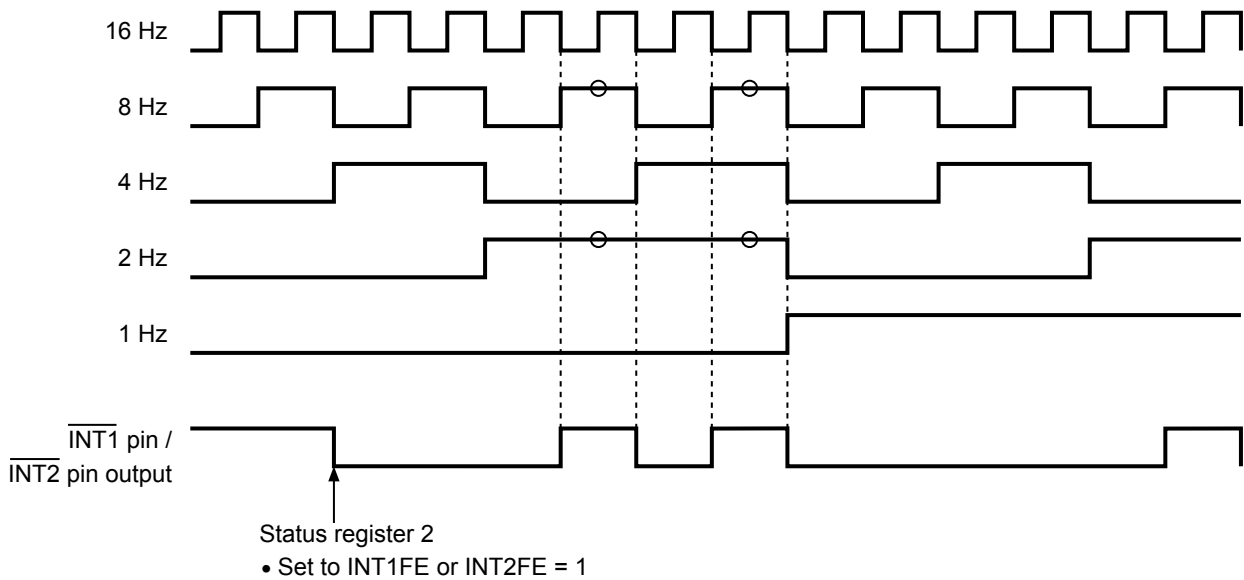 16 Hz
8 Hz
4 Hz
2 Hz
1 Hz
INT1 pin /
INT2 pin output
Status register 2
• Set to INT1FE or INT2FE = 1